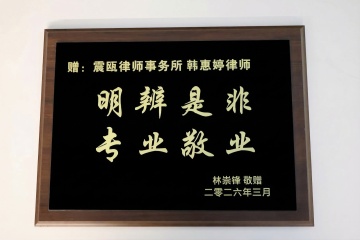 赠：震瓯律师事务所 韩惠婷律师
明辨是非
专业敬业
林崇锋 敬赠
二零二六年三月